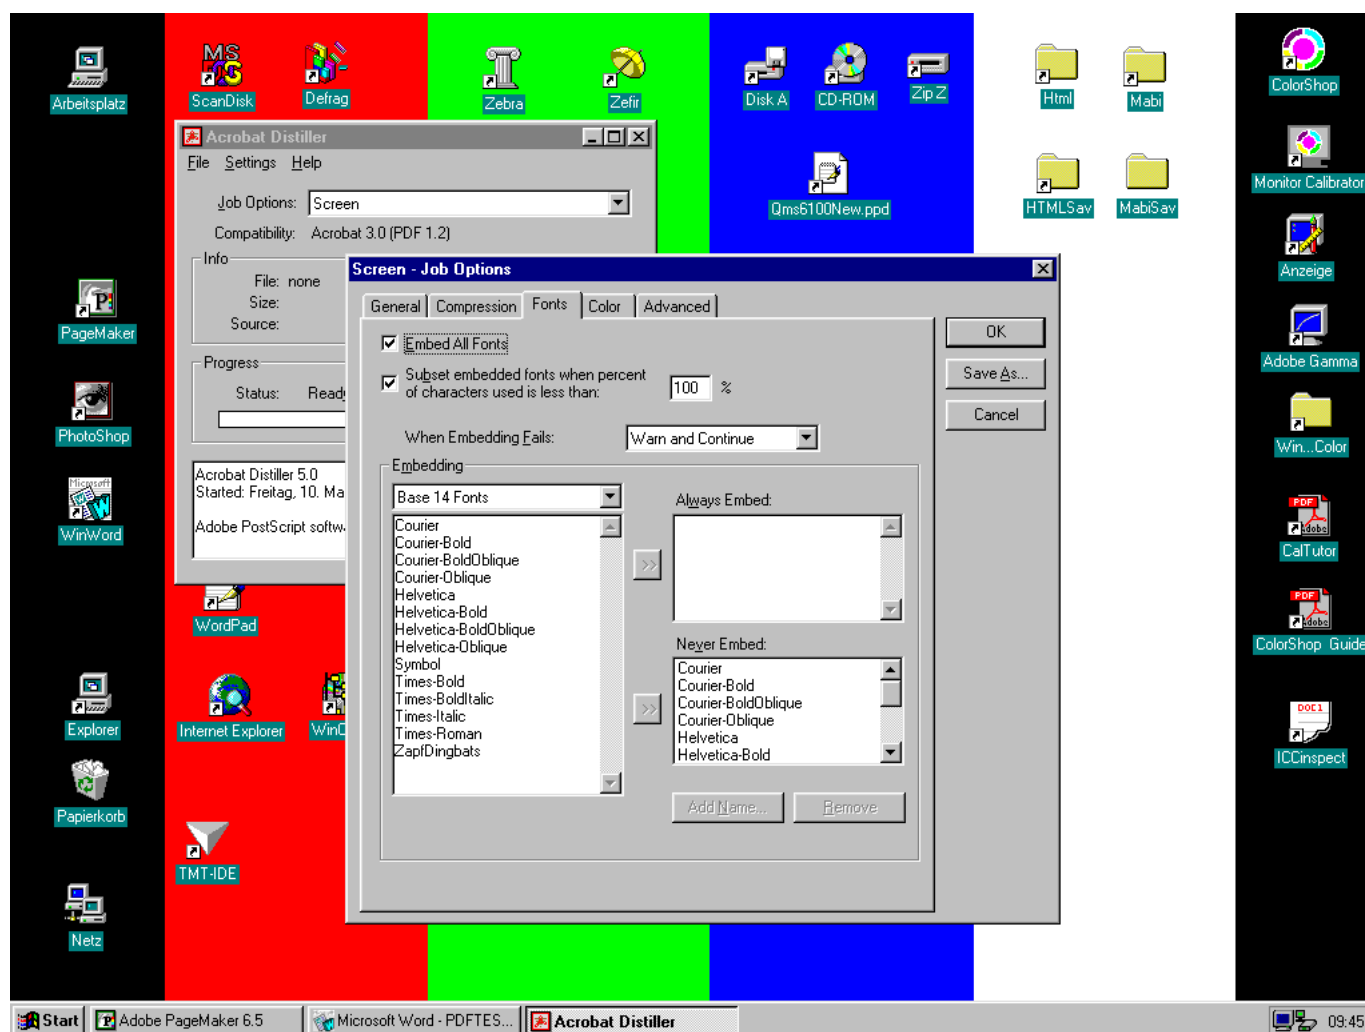 Arbeitsplatz
ScanDisk
Defrag
Zebra
Zefir
Disk A
CD-ROM
Zip Z
Html
Mabi
ColorShop
Acrobat Distiller
File Settings Help
Job Options: Screen
Compatibility: Acrobat 3.0 (PDF 1.2)
Info
File: none
Size:
Source:
Progress
Status:
Acrobat Distiller 5.0
Started: Freitag, 10. Ma
Adobe PostScript softw
Qms6100New.ppd
HTMLSav
MabiSav
Monitor Calibrator
Anzeige
Adobe Gamma
Win...Color
PDF
Adobe
CalTutor
PDF
Adobe
ColorShop Guide
DOC1
ICCinspect
PageMaker
PhotoShop
Microsoft
WinWord
WordPad
Explorer
Internet Explorer
Papierkorb
TMT-IDE
Netz
Screen - Job Options
General Compression Fonts Color Advanced
Embed All Fonts
Subset embedded fonts when percent
of characters used is less than: 100 %
When Embedding Fails: Warn and Continue
Embedding
Base 14 Fonts
Courier
Courier-Bold
Courier-BoldOblique
Courier-Oblique
Helvetica
Helvetica-Bold
Helvetica-BoldOblique
Helvetica-Oblique
Symbol
Times-Bold
Times-BoldItalic
Times-Italic
Times-Roman
ZapfDingbats
>>
>>
Always Embed:
Never Embed:
Courier
Courier-Bold
Courier-BoldOblique
Courier-Oblique
Helvetica
Helvetica-Bold
Add Name...
Remove
OK
Save As...
Cancel
Start
Adobe PageMaker 6.5
Microsoft Word - PDFTES...
Acrobat Distiller
09:45